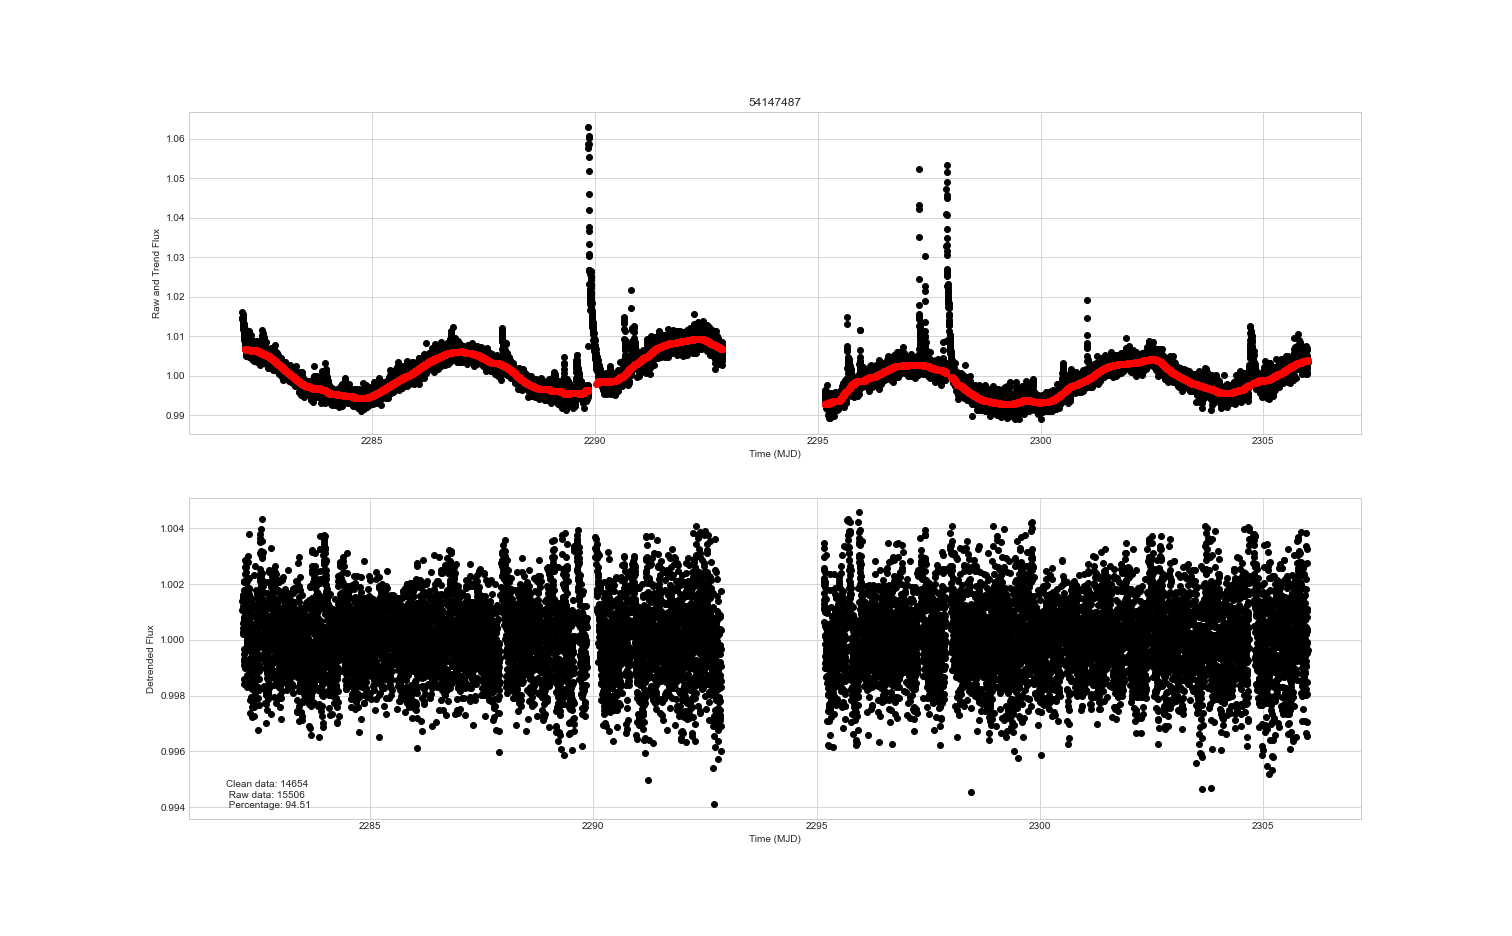 54147487
1.06
1.05
1.04
1.03
1.02
1.01
1.00
0.99
Raw and Trend Flux
2285 2290 2295 2300 2305
Time (MJD)
1.004
1.002
1.000
0.998
0.996
0.994
Detrended Flux
Clean data: 14654
Raw data: 15506
Percentage: 94.51
2285 2290 2295 2300 2305
Time (MJD)